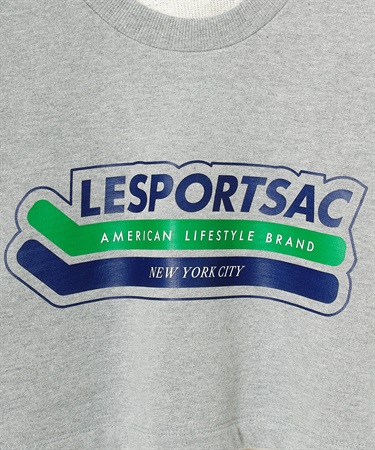 LESPORTSAC
AMERICAN LIFESTYLE BRAND
NEW YORK CITY